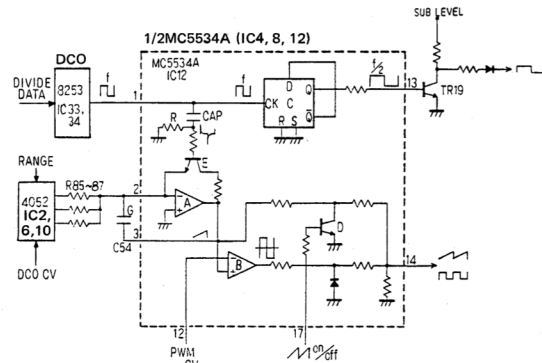 SUB LEVEL
1/2MC5534A (IC4, 8, 12)
DCO
MC5534A
IC12
DIVIDE
DATA
8253
IC33,
34
f
1
f
D
CK C
Q
Q̅
R S
f/2
13
TR19
R
CAP
E
RANGE
4052
IC2,
6,10
R85~87
2
G
3
C54
A
D
DCO CV
B
14
12
PWM
CV
17
on/off